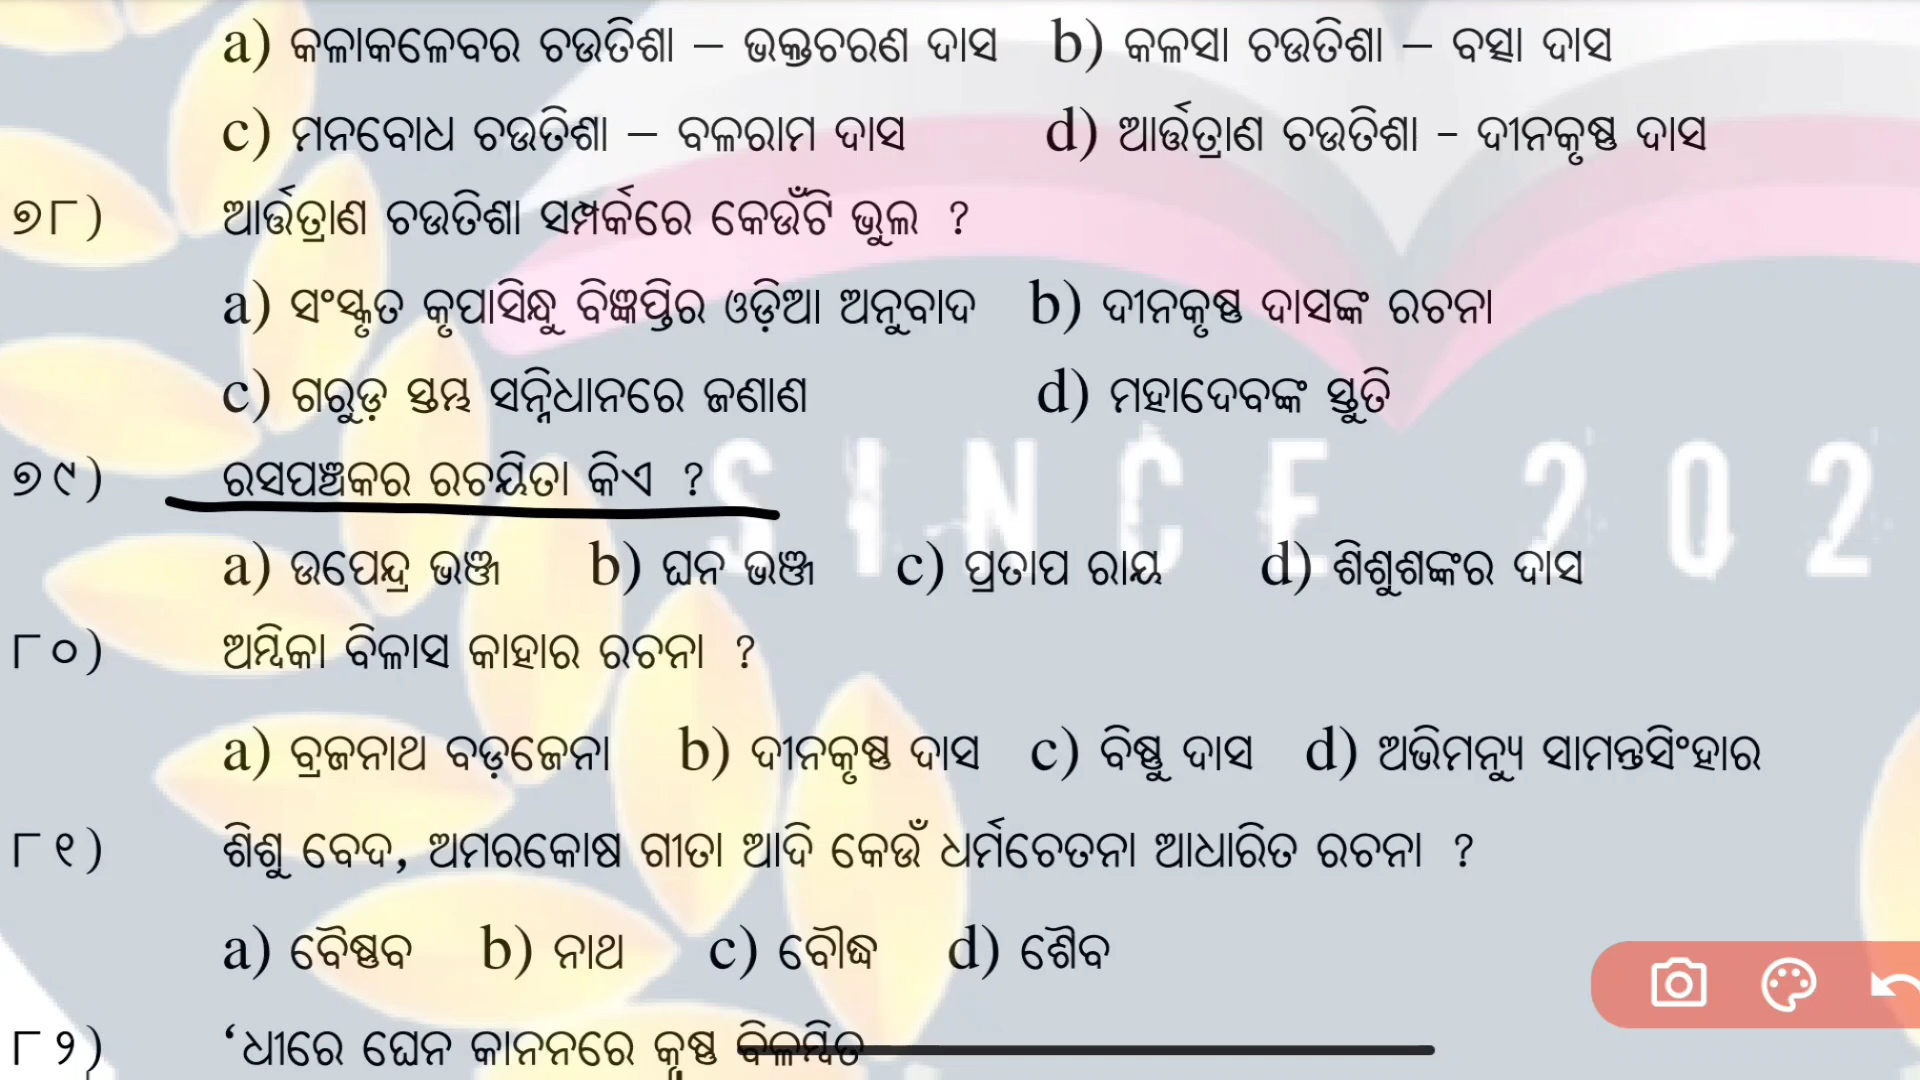 a) କଳାକଳେବର ଚଉତିଶା – ଭକ୍ତଚରଣ ଦାସ b) କଳସା ଚଉତିଶା – ବତ୍ସା ଦାସ
c) ମନବୋଧ ଚଉତିଶା – ବଳରାମ ଦାସ d) ଆର୍ତ୍ତତ୍ରାଣ ଚଉତିଶା - ଦୀନକୃଷ୍ଣ ଦାସ
୭୮) ଆର୍ତ୍ତତ୍ରାଣ ଚଉତିଶା ସମ୍ପର୍କରେ କେଉଁଟି ଭୁଲ ?
a) ସଂସ୍କୃତ କୃପାସିନ୍ଧୁ ବିଜ୍ଞପ୍ତିର ଓଡ଼ିଆ ଅନୁବାଦ b) ଦୀନକୃଷ୍ଣ ଦାସଙ୍କ ରଚନା
c) ଗରୁଡ଼ ସ୍ତମ୍ଭ ସନ୍ନିଧାନରେ ଜଣାଣ d) ମହାଦେବଙ୍କ ସ୍ତୁତି
୭୯) ରସପଞ୍ଚକର ରଚୟିତା କିଏ ?
SINCE 202
a) ଉପେନ୍ଦ୍ର ଭଞ୍ଜ b) ଘନ ଭଞ୍ଜ c) ପ୍ରତାପ ରାୟ d) ଶିଶୁଶଙ୍କର ଦାସ
୮୦) ଅମ୍ଭିକା ବିଳାସ କାହାର ରଚନା ?
a) ବ୍ରଜନାଥ ବଡ଼ଜେନା b) ଦୀନକୃଷ୍ଣ ଦାସ c) ବିଷ୍ଣୁ ଦାସ d) ଅଭିମନ୍ୟୁ ସାମନ୍ତସିଂହାର
୮୧) ଶିଶୁ ବେଦ, ଅମରକୋଷ ଗୀତା ଆଦି କେଉଁ ଧର୍ମଚେତନା ଆଧାରିତ ରଚନା ?
a) ବୈଷ୍ଣବ b) ନାଥ c) ବୌଦ୍ଧ d) ଶୈବ
୮୨) ‘ଧୀରେ ଘେନ କାନନରେ କୃଷ୍ଣ ବିଳମ୍ବିତ